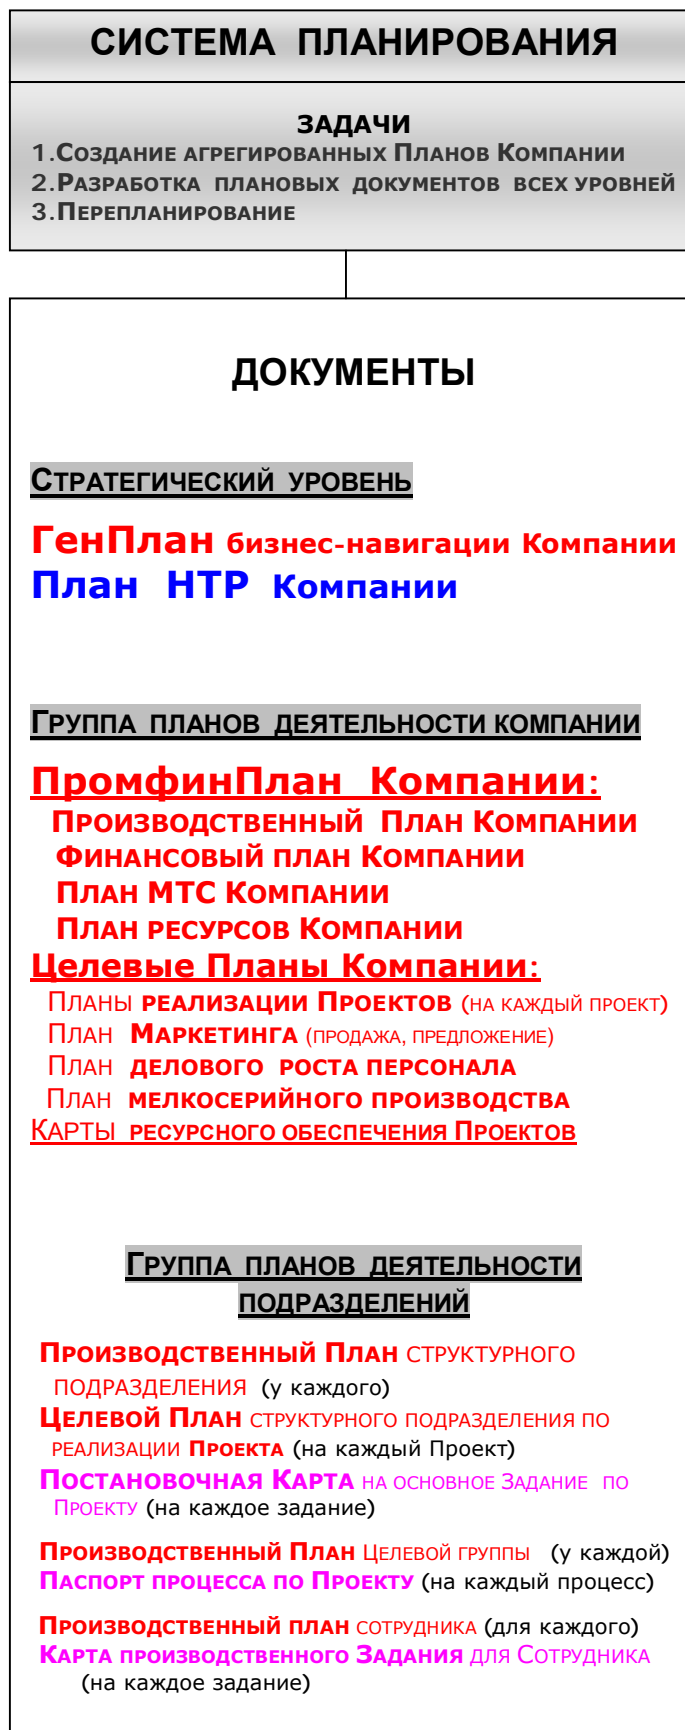 СИСТЕМА ПЛАНИРОВАНИЯ
ЗАДАЧИ
1.СОЗДАНИЕ АГРЕГИРОВАННЫХ ПЛАНОВ КОМПАНИИ
2.РАЗРАБОТКА ПЛАНОВЫХ ДОКУМЕНТОВ ВСЕХ УРОВНЕЙ
3.ПЕРЕПЛАНИРОВАНИЕ
ДОКУМЕНТЫ
СТРАТЕГИЧЕСКИЙ УРОВЕНЬ
ГенПлан бизнес-навигации Компании
План НТР Компании
ГРУППА ПЛАНОВ ДЕЯТЕЛЬНОСТИ КОМПАНИИ
ПромфинПлан Компании:
ПРОИЗВОДСТВЕННЫЙ ПЛАН КОМПАНИИ
ФИНАНСОВЫЙ ПЛАН КОМПАНИИ
ПЛАН МТС КОМПАНИИ
ПЛАН РЕСУРСОВ КОМПАНИИ
Целевые Планы Компании:
ПЛАНЫ РЕАЛИЗАЦИИ ПРОЕКТОВ (НА КАЖДЫЙ ПРОЕКТ)
ПЛАН МАРКЕТИНГА (ПРОДАЖА, ПРЕДЛОЖЕНИЕ)
ПЛАН ДЕЛОВОГО РОСТА ПЕРСОНАЛА
ПЛАН МЕЛКОСЕРИЙНОГО ПРОИЗВОДСТВА
КАРТЫ РЕСУРСНОГО ОБЕСПЕЧЕНИЯ ПРОЕКТОВ
ГРУППА ПЛАНОВ ДЕЯТЕЛЬНОСТИ
ПОДРАЗДЕЛЕНИЙ
ПРОИЗВОДСТВЕННЫЙ ПЛАН СТРУКТУРНОГО
ПОДРАЗДЕЛЕНИЯ (у каждого)
ЦЕЛЕВОЙ ПЛАН СТРУКТУРНОГО ПОДРАЗДЕЛЕНИЯ ПО
РЕАЛИЗАЦИИ ПРОЕКТА (на каждый Проект)
ПОСТАНОВОЧНАЯ КАРТА НА ОСНОВНОЕ ЗАДАНИЕ ПО
ПРОЕКТУ (на каждое задание)
ПРОИЗВОДСТВЕННЫЙ ПЛАН ЦЕЛЕВОЙ ГРУППЫ (у каждой)
ПАСПОРТ ПРОЦЕССА ПО ПРОЕКТУ (на каждый процесс)
ПРОИЗВОДСТВЕННЫЙ ПЛАН СОТРУДНИКА (для каждого)
КАРТА ПРОИЗВОДСТВЕННОГО ЗАДАНИЯ ДЛЯ СОТРУДНИКА
(на каждое задание)